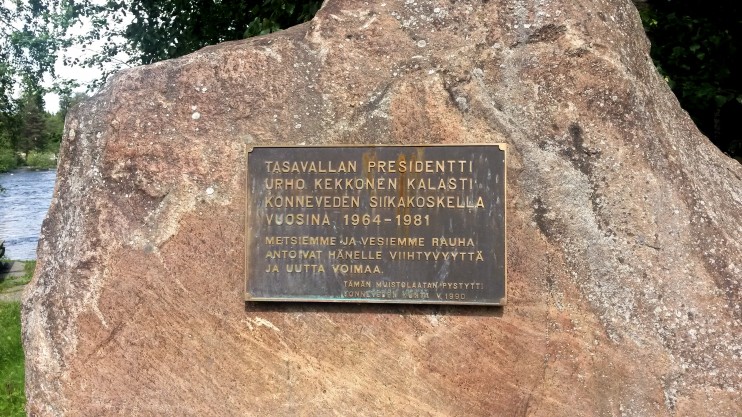 TASAVALLAN PRESIDENTTI
URHO KEKKONEN KALASTI
KONNEVEDEN SIIKAKOSKELLA
VUOSINA 1964-1981
METSIEMME JA VESIEMME RAUHA
ANTOIVAT HÄNELLE VIIHTYVYYTTÄ
JA UUTTA VOIMAA.
TÄMÄN MUISTOLAATAN PYSTYTTI
KONNEVEDEN KUNTA V. 1990